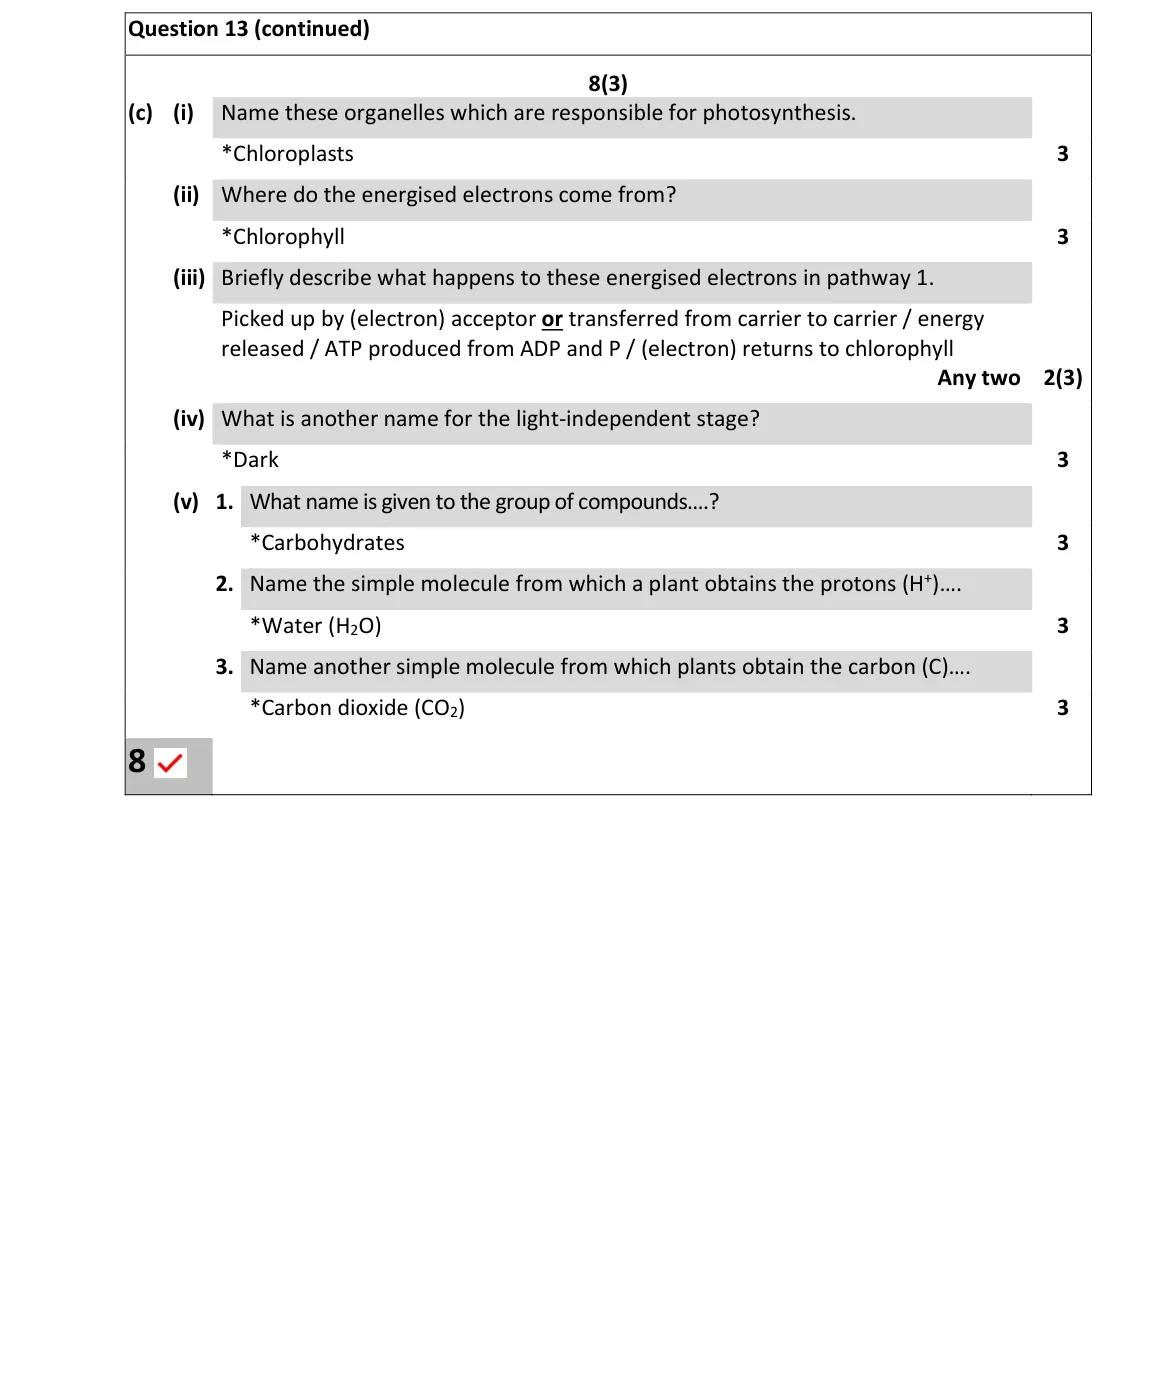 Question 13 (continued)
8(3)
(c) (i) Name these organelles which are responsible for photosynthesis.
*Chloroplasts 3
(ii) Where do the energised electrons come from?
*Chlorophyll 3
(iii) Briefly describe what happens to these energised electrons in pathway 1.
Picked up by (electron) acceptor or transferred from carrier to carrier / energy
released / ATP produced from ADP and P / (electron) returns to chlorophyll
Any two 2(3)
(iv) What is another name for the light-independent stage?
*Dark 3
(v) 1. What name is given to the group of compounds....?
*Carbohydrates 3
2. Name the simple molecule from which a plant obtains the protons (H⁺)....
*Water (H₂O) 3
3. Name another simple molecule from which plants obtain the carbon (C)....
*Carbon dioxide (CO₂) 3
8